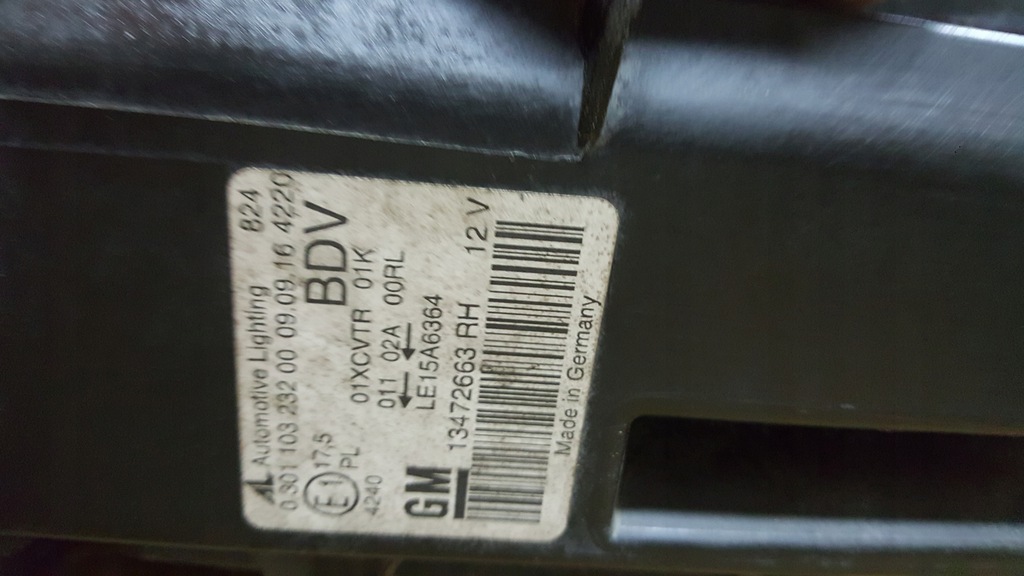 AL Automotive Lighting 824
0 301 103 232 00 09.09.16 4220
E1 17,5 BDV
PL 01XCVTR 01K
4240 011 02A 00RL
← ←
LE15A6364
GM 13472663 RH 12 V
Made in Germany